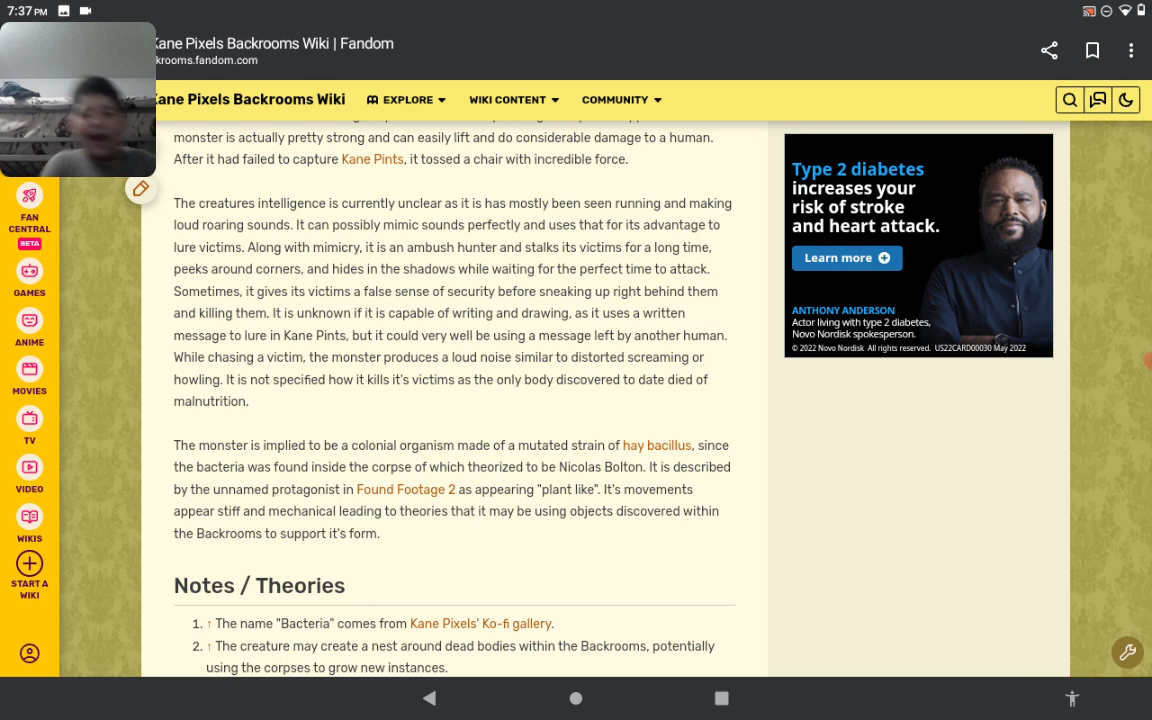 7:37 PM
Kane Pixels Backrooms Wiki | Fandom
krooms.fandom.com
Kane Pixels Backrooms Wiki
EXPLORE
WIKI CONTENT
COMMUNITY
FAN
CENTRAL
BETA
GAMES
ANIME
MOVIES
TV
VIDEO
WIKIS
START A
WIKI
monster is actually pretty strong and can easily lift and do considerable damage to a human.
After it had failed to capture Kane Pints, it tossed a chair with incredible force.
The creatures intelligence is currently unclear as it is has mostly been seen running and making
loud roaring sounds. It can possibly mimic sounds perfectly and uses that for its advantage to
lure victims. Along with mimicry, it is an ambush hunter and stalks its victims for a long time,
peeks around corners, and hides in the shadows while waiting for the perfect time to attack.
Sometimes, it gives its victims a false sense of security before sneaking up right behind them
and killing them. It is unknown if it is capable of writing and drawing, as it uses a written
message to lure in Kane Pints, but it could very well be using a message left by another human.
While chasing a victim, the monster produces a loud noise similar to distorted screaming or
howling. It is not specified how it kills it's victims as the only body discovered to date died of
malnutrition.
The monster is implied to be a colonial organism made of a mutated strain of hay bacillus, since
the bacteria was found inside the corpse of which theorized to be Nicolas Bolton. It is described
by the unnamed protagonist in Found Footage 2 as appearing "plant like". It's movements
appear stiff and mechanical leading to theories that it may be using objects discovered within
the Backrooms to support it's form.
Notes / Theories
1. ↑ The name "Bacteria" comes from Kane Pixels' Ko-fi gallery.
2. ↑ The creature may create a nest around dead bodies within the Backrooms, potentially
using the corpses to grow new instances.
Type 2 diabetes
increases your
risk of stroke
and heart attack.
Learn more
ANTHONY ANDERSON
Actor living with type 2 diabetes,
Novo Nordisk spokesperson.
© 2022 Novo Nordisk All rights reserved. US22CARD00030 May 2022